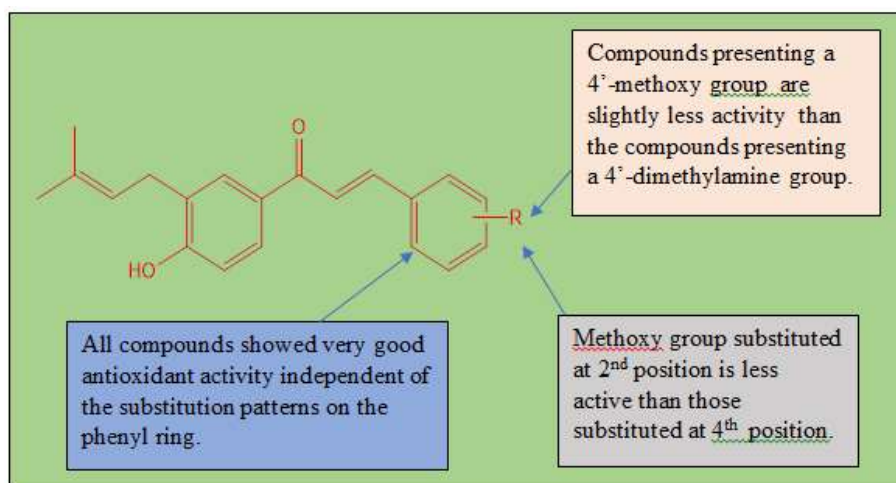 Compounds presenting a
4’-methoxy group are
slightly less activity than
the compounds presenting
a 4’-dimethylamine group.
O
R
HO
All compounds showed very good
antioxidant activity independent of
the substitution patterns on the
phenyl ring.
Methoxy group substituted
at 2nd position is less
active than those
substituted at 4th position.